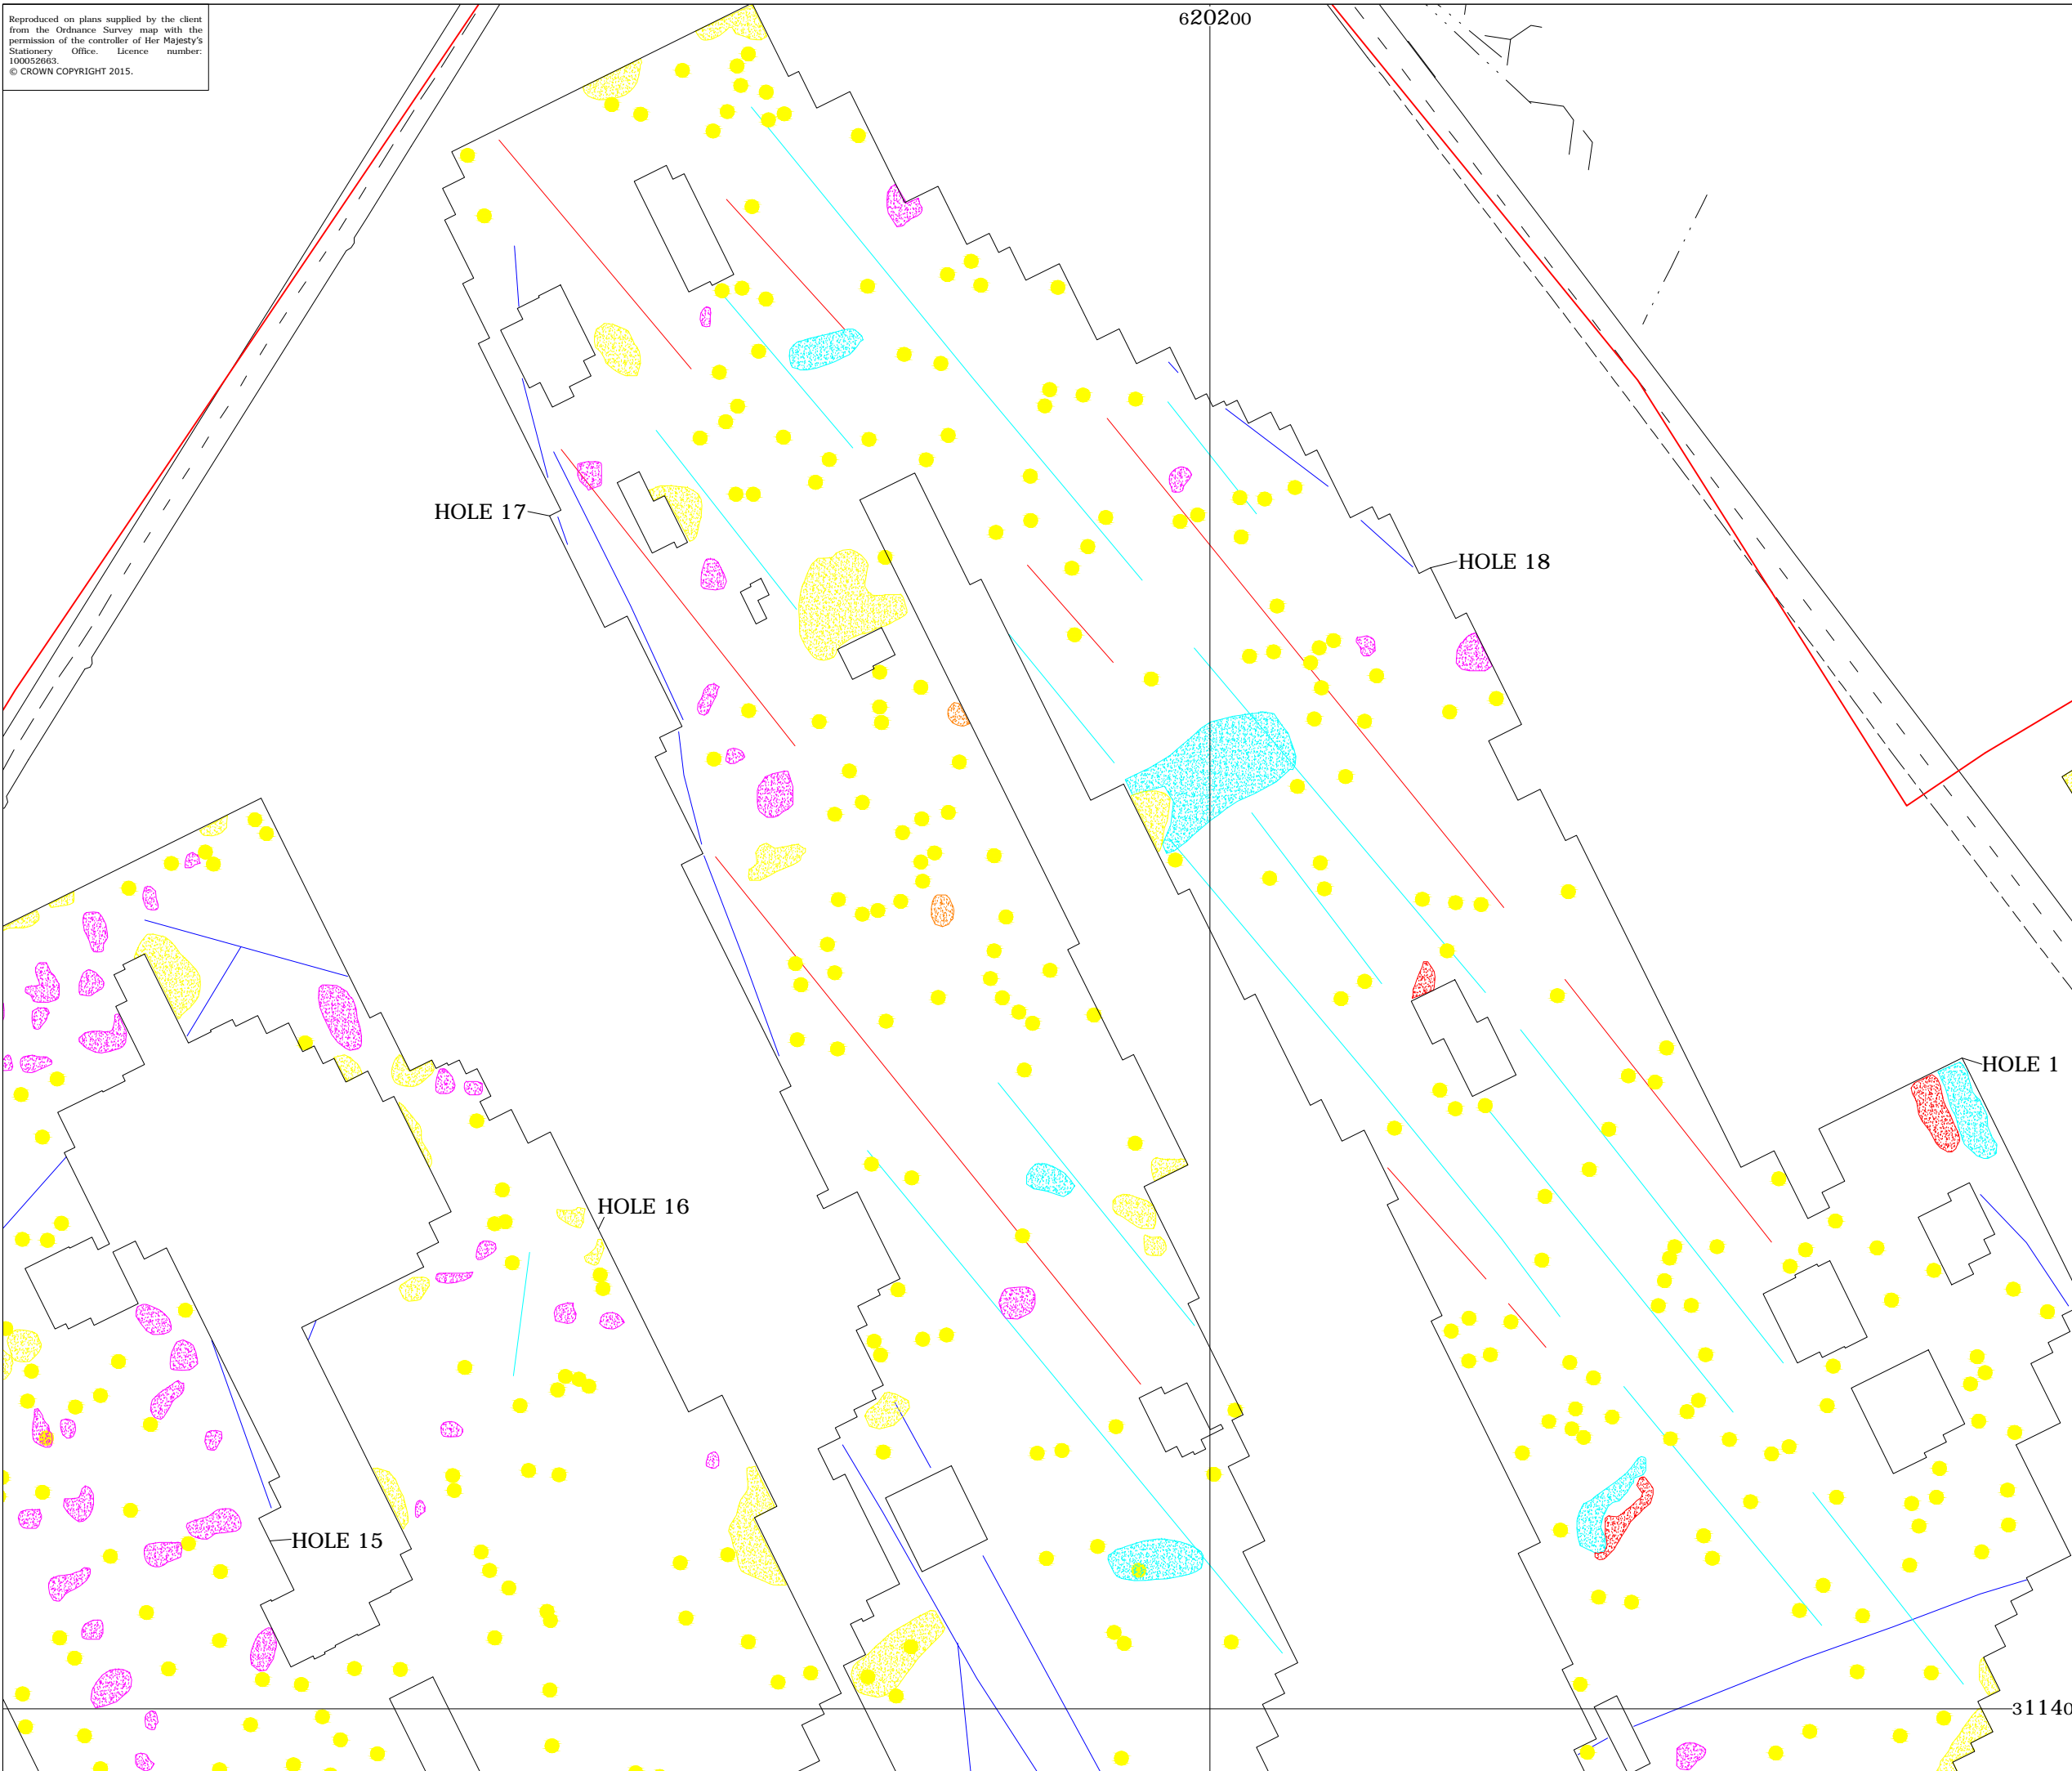 Reproduced on plans supplied by the client
from the Ordnance Survey map with the
permission of the controller of Her Majesty's
Stationery Office. Licence number:
100052663.
© CROWN COPYRIGHT 2015.
620200
HOLE 17
HOLE 18
HOLE 1
HOLE 16
HOLE 15
31140